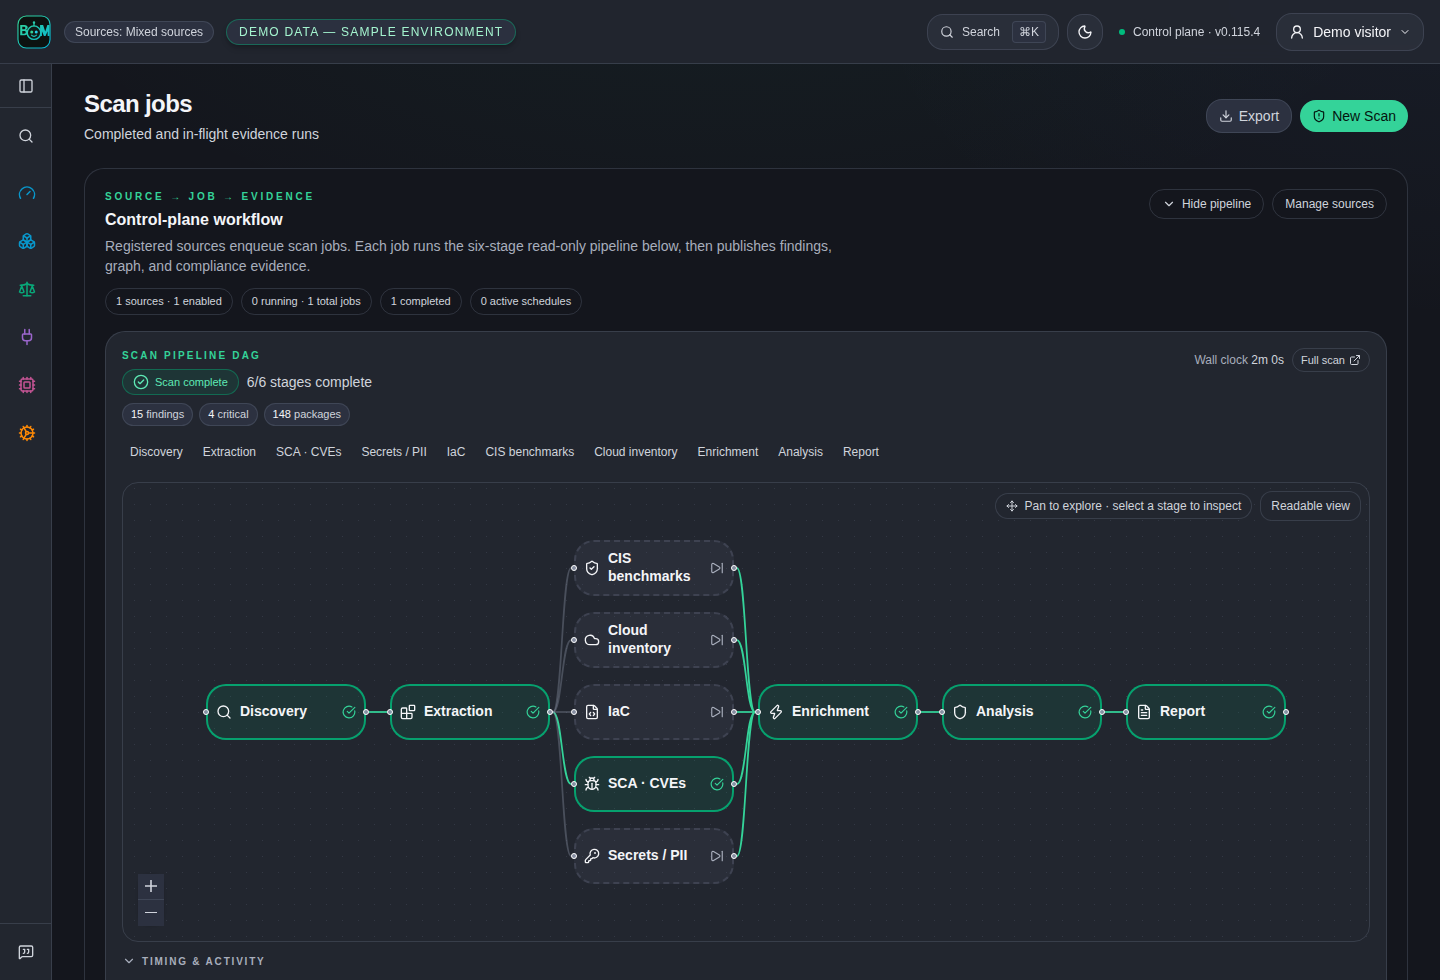 BOM
Sources: Mixed sources
DEMO DATA — SAMPLE ENVIRONMENT
Search
⌘K
Control plane · v0.115.4
Demo visitor
Scan jobs
Completed and in-flight evidence runs
Export
New Scan
SOURCE → JOB → EVIDENCE
Control-plane workflow
Registered sources enqueue scan jobs. Each job runs the six-stage read-only pipeline below, then publishes findings,
graph, and compliance evidence.
Hide pipeline
Manage sources
1 sources · 1 enabled
0 running · 1 total jobs
1 completed
0 active schedules
SCAN PIPELINE DAG
Scan complete
6/6 stages complete
Wall clock 2m 0s
Full scan
15 findings
4 critical
148 packages
Discovery
Extraction
SCA · CVEs
Secrets / PII
IaC
CIS benchmarks
Cloud inventory
Enrichment
Analysis
Report
Pan to explore · select a stage to inspect
Readable view
CIS
benchmarks
Cloud
inventory
Discovery
Extraction
IaC
Enrichment
Analysis
Report
SCA · CVEs
Secrets / PII
TIMING & ACTIVITY